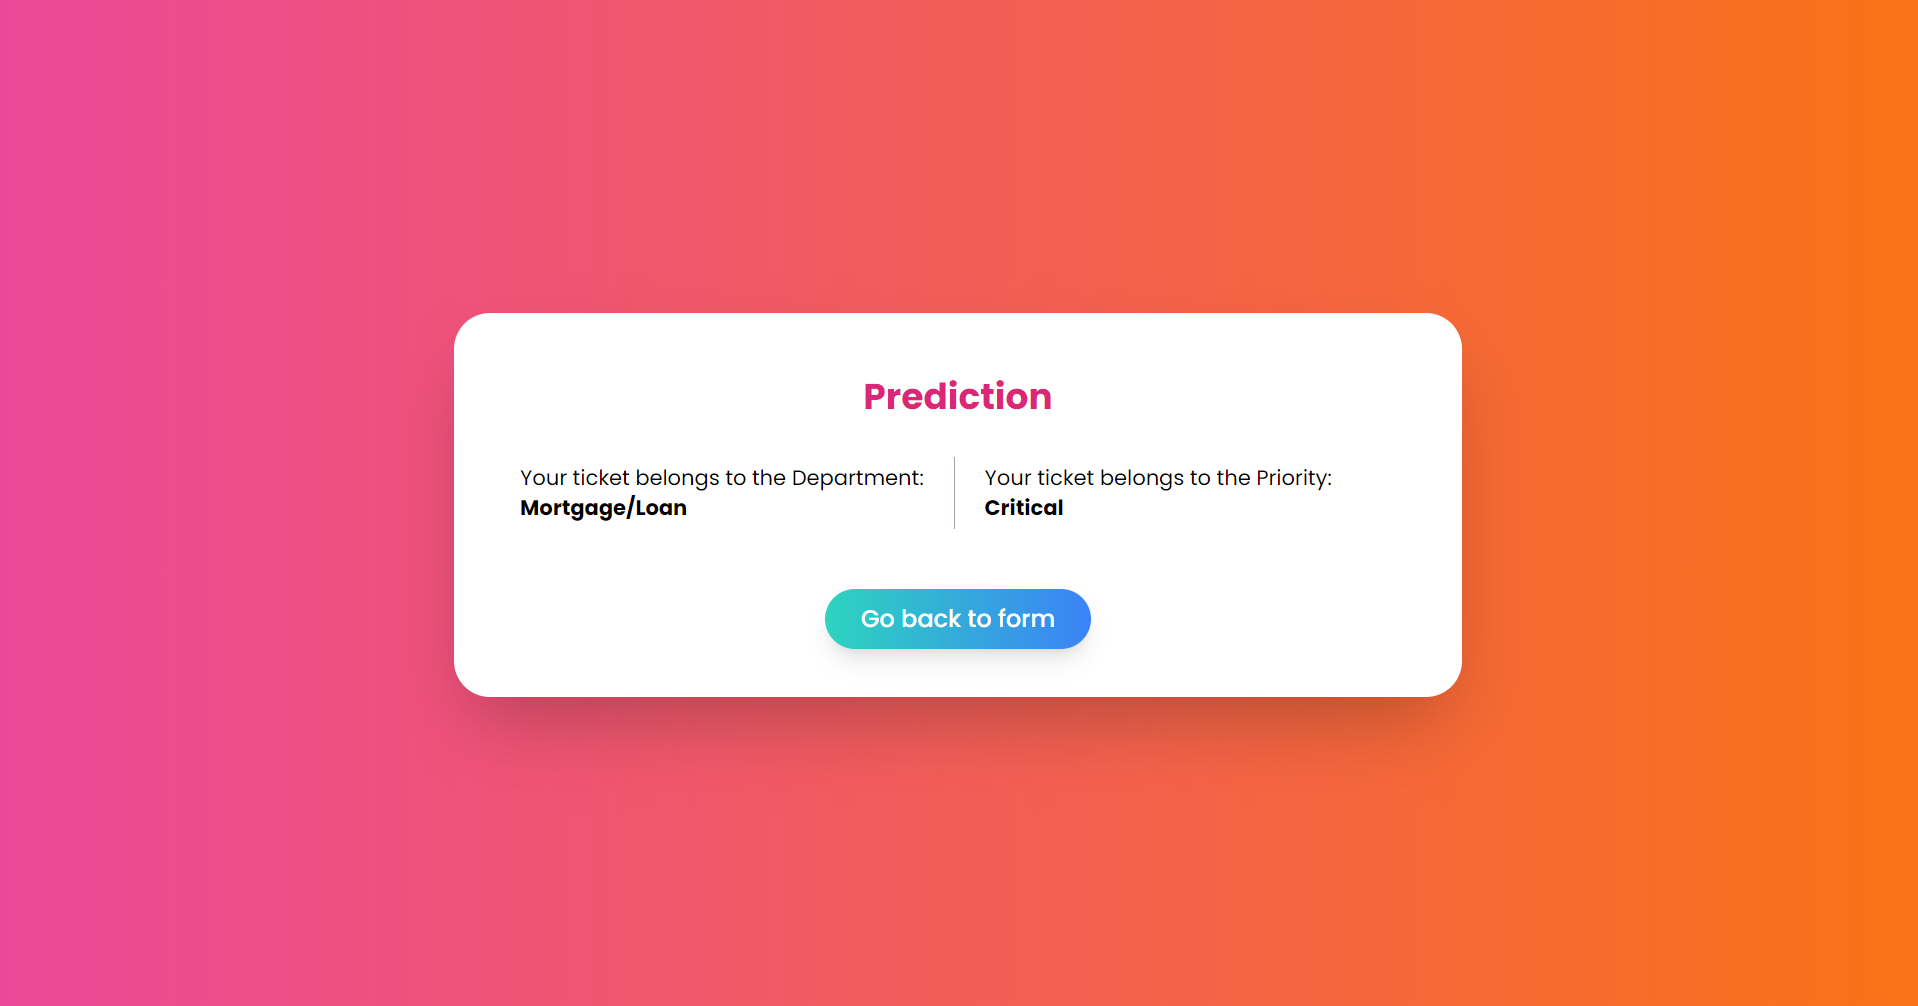 Prediction
Your ticket belongs to the Department:
Mortgage/Loan
Your ticket belongs to the Priority:
Critical
Go back to form